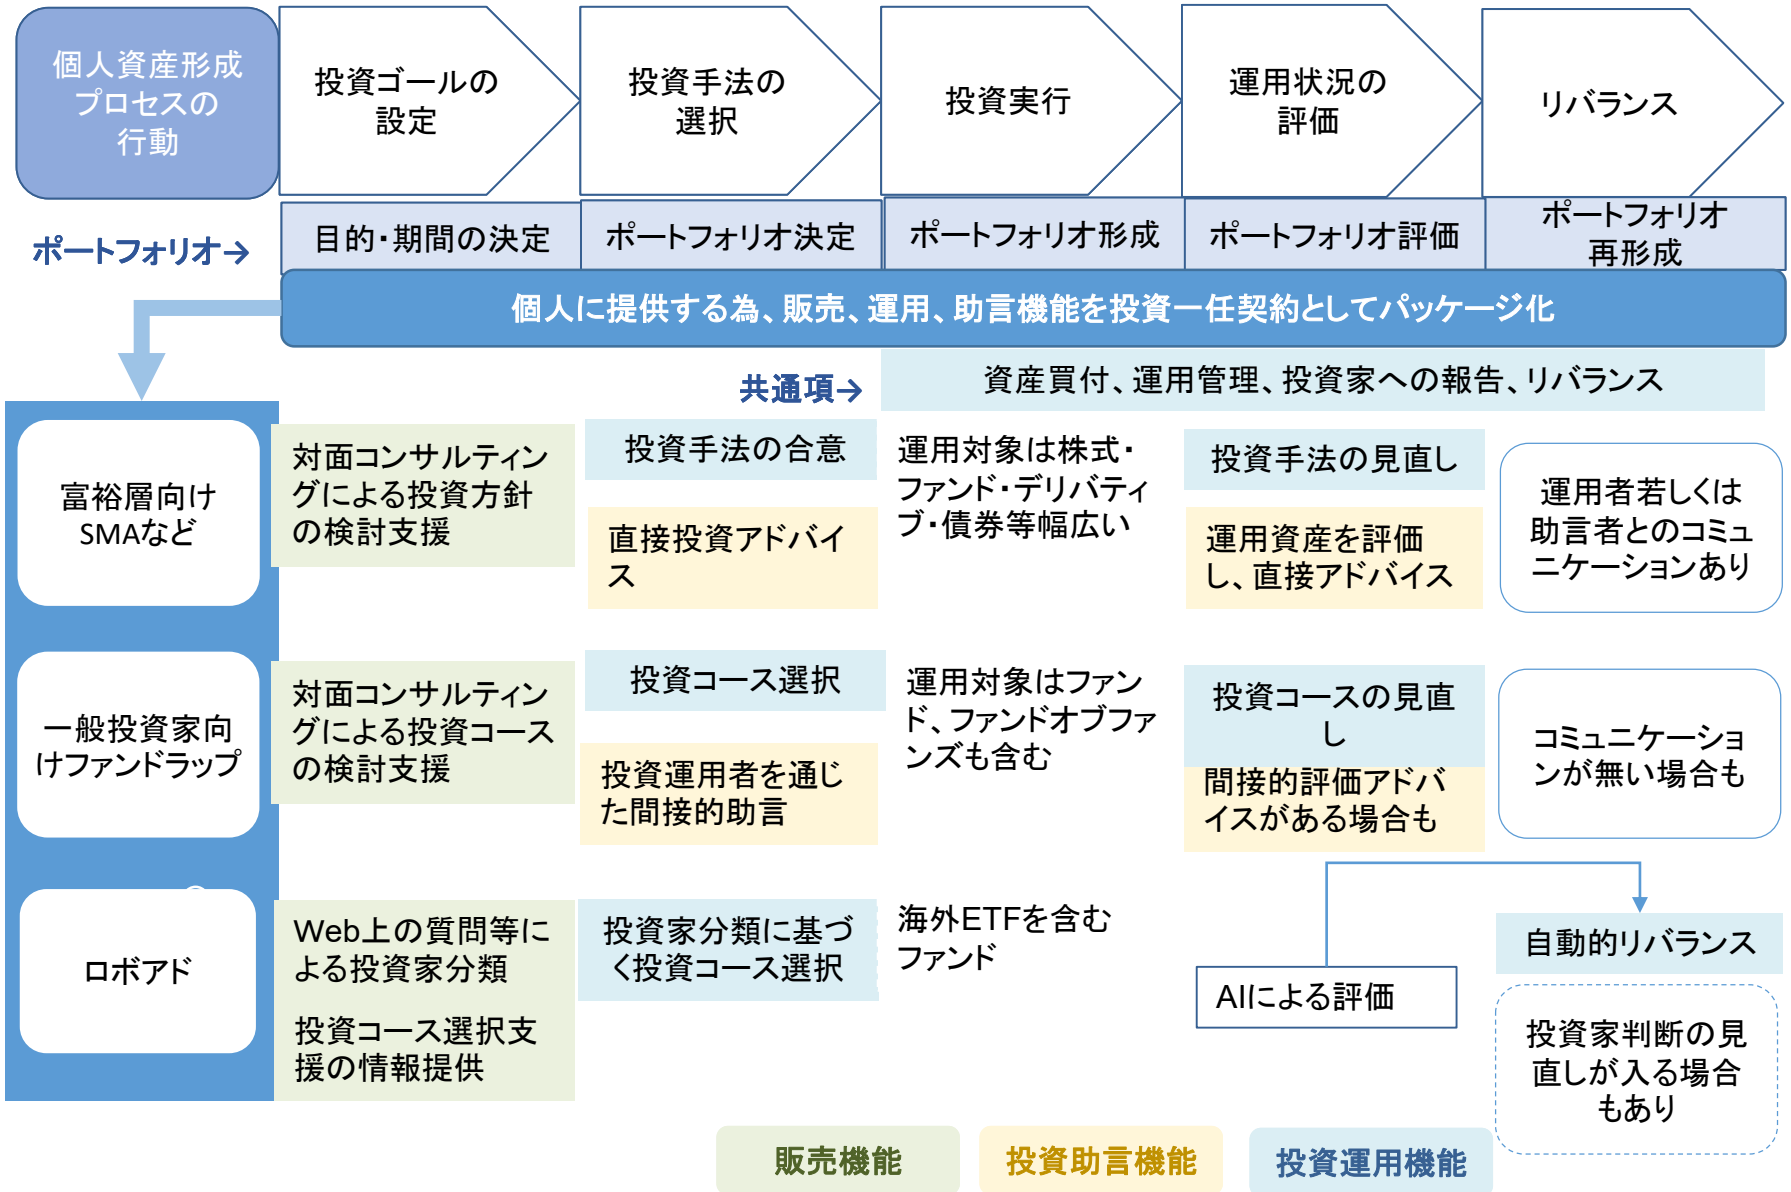 個人資産形成
プロセスの
行動
投資ゴールの
設定
投資手法の
選択
投資実行
運用状況の
評価
リバランス
ポートフォリオ→
目的・期間の決定
ポートフォリオ決定
ポートフォリオ形成
ポートフォリオ評価
ポートフォリオ
再形成
個人に提供する為、販売、運用、助言機能を投資一任契約としてパッケージ化
共通項→
資産買付、運用管理、投資家への報告、リバランス
富裕層向け
SMAなど
対面コンサルティン
グによる投資方針
の検討支援
投資手法の合意
直接投資アドバイ
ス
運用対象は株式・
ファンド・デリバティ
ブ・債券等幅広い
投資手法の見直し
運用資産を評価
し、直接アドバイス
運用者若しくは
助言者とのコミュ
ニケーションあり
一般投資家向
けファンドラップ
対面コンサルティン
グによる投資コース
の検討支援
投資コース選択
投資運用者を通じ
た間接的助言
運用対象はファン
ド、ファンドオブファ
ンズも含む
投資コースの見直
し
間接的評価アドバ
イスがある場合も
コミュニケーショ
ンが無い場合も
ロボアド
Web上の質問等に
よる投資家分類
投資コース選択支
援の情報提供
投資家分類に基づ
く投資コース選択
海外ETFを含む
ファンド
AIによる評価
自動的リバランス
投資家判断の見
直しが入る場合
もあり
販売機能
投資助言機能
投資運用機能